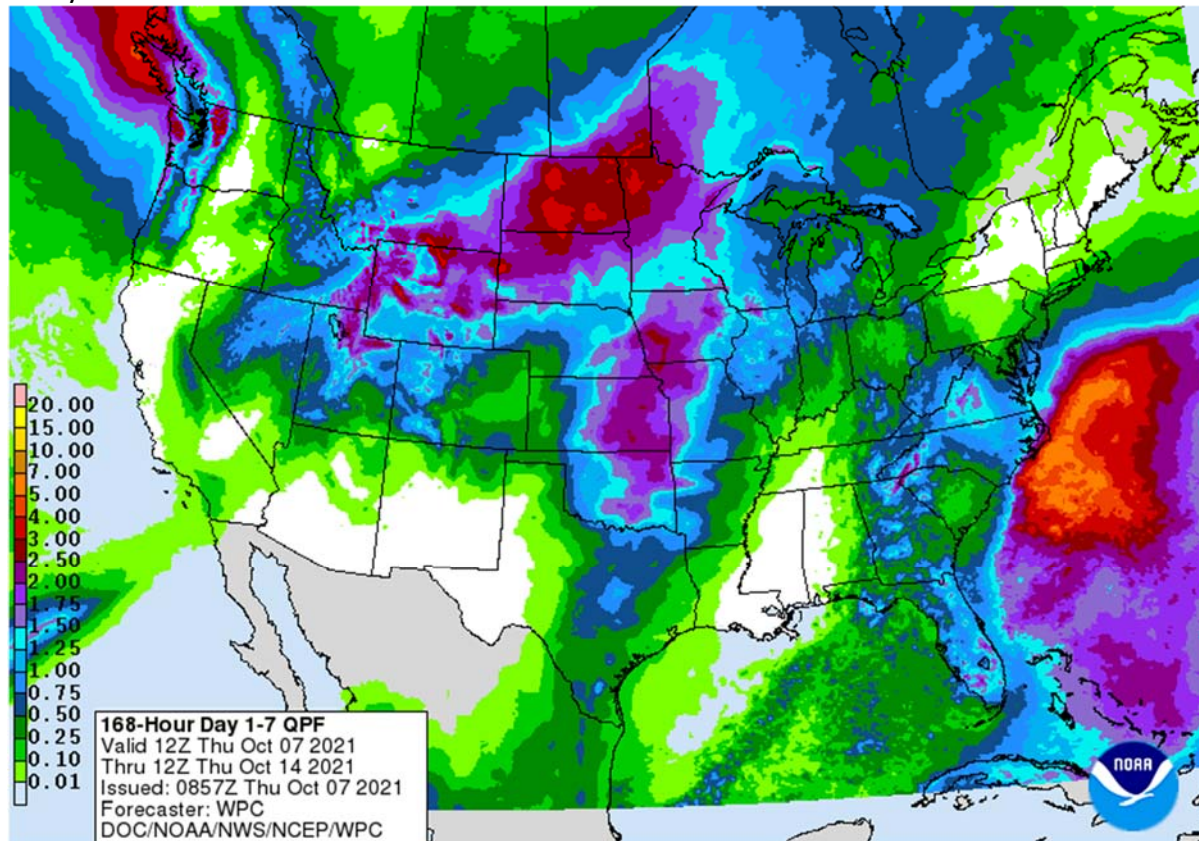 20.00
15.00
10.00
7.00
5.00
4.00
3.00
2.50
2.00
1.75
1.50
1.25
1.00
0.75
0.50
0.25
0.10
0.01
168-Hour Day 1-7 QPF
Valid 12Z Thu Oct 07 2021
Thru 12Z Thu Oct 14 2021
Issued: 0857Z Thu Oct 07 2021
Forecaster: WPC
DOC/NOAA/NWS/NCEP/WPC
NOAA